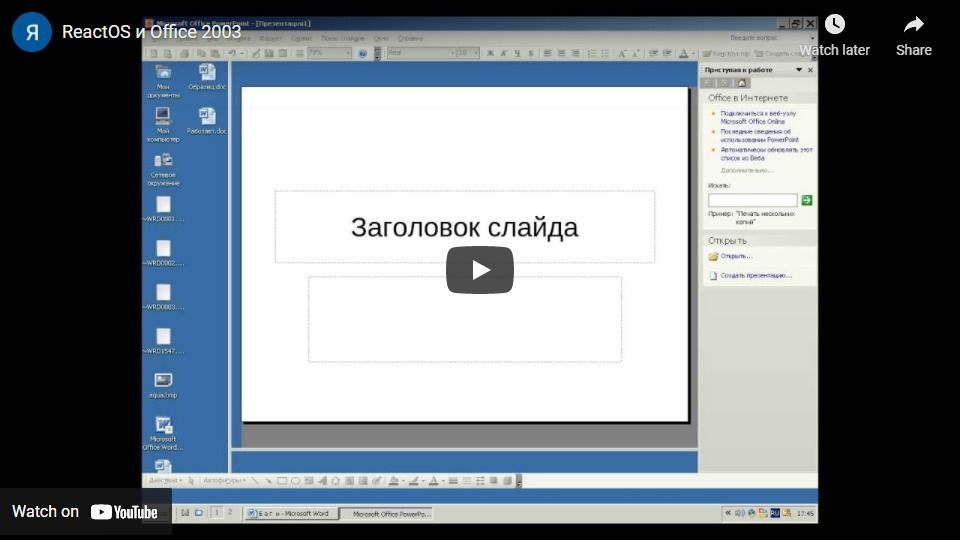 Я
ReactOS и Office 2003
Watch later
Share
Microsoft Office PowerPoint - [Презентация1]
Формат Сервис Показ слайдов Окно Справка
Введите вопрос
79%
Arial
18
Ж К Ч S
Конструктор
Создать
Мои документы
Образец.doc
Мой компьютер
Работает.doc
Сетевое окружение
~WRD0001....
~WRD0002....
~WRD0003....
~WRD1547....
aqua.bmp
Microsoft Office Word...
Заголовок слайда
Приступая к работе
Office в Интернете
Подключиться к веб-узлу
Microsoft Office Online
Последние сведения об
использовании PowerPoint
Автоматически обновлять этот
список из Веба
Дополнительно...
Искать:
Пример: "Печать нескольких
копий"
Открыть
Открыть...
Создать презентацию...
Действия
Автофигуры
Watch on YouTube
1 2
Баги - Microsoft Word
Microsoft Office PowerPo...
RU
17:45